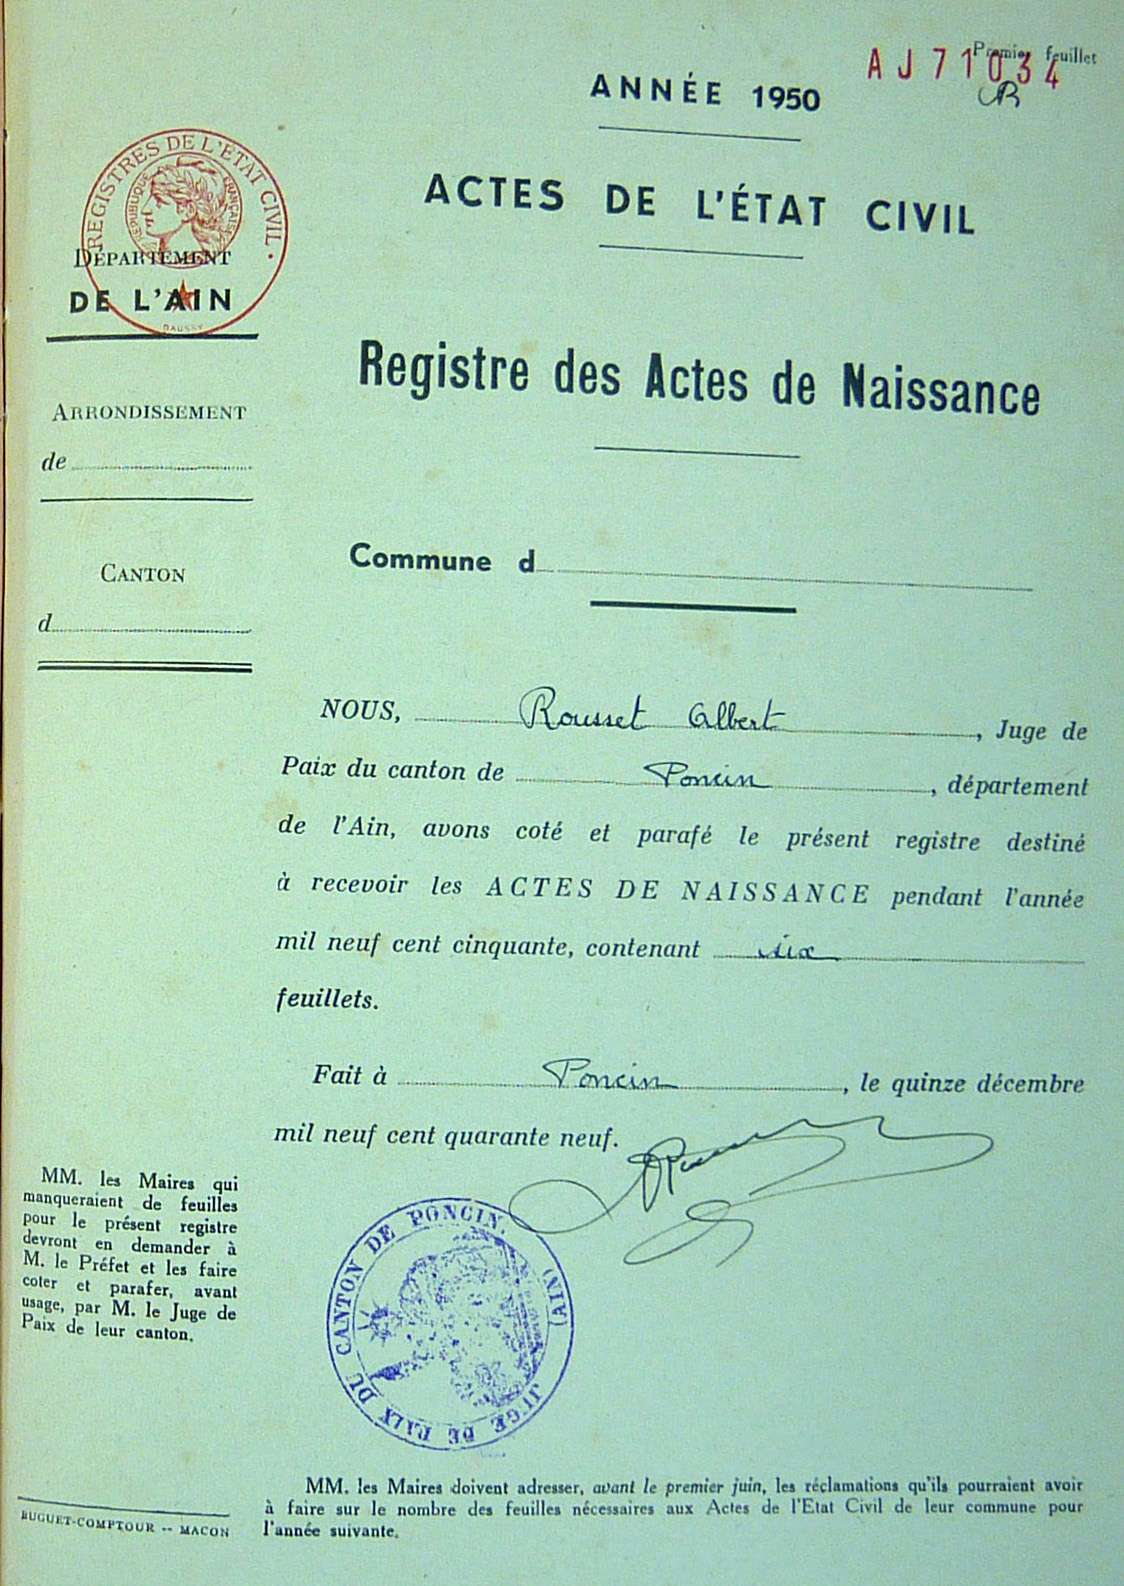 Premier feuillet
AJ71034
ANNÉE 1950
ACTES DE L'ÉTAT CIVIL
REGISTRES DE L'ÉTAT CIVIL
RÉPUBLIQUE FRANÇAISE
DÉPARTEMENT
DE L'AIN
Registre des Actes de Naissance
ARRONDISSEMENT
de
Commune d
CANTON
d
NOUS, Rousset Albert, Juge de
Paix du canton de Poncin, département
de l'Ain, avons coté et parafé le présent registre destiné
à recevoir les ACTES DE NAISSANCE pendant l'année
mil neuf cent cinquante, contenant six
feuillets.
Fait à Poncin, le quinze décembre
mil neuf cent quarante neuf.
MM. les Maires qui
manqueraient de feuilles
pour le présent registre
devront en demander à
M. le Préfet et les faire
coter et parafer, avant
usage, par M. le Juge de
Paix de leur canton.
JUGE DE PAIX DU CANTON DE PONCIN. (AIN)
MM. les Maires doivent adresser, avant le premier juin, les réclamations qu'ils pourraient avoir
à faire sur le nombre des feuilles nécessaires aux Actes de l'Etat Civil de leur commune pour
l'année suivante.
BUGUET-COMPTOUR -- MACON